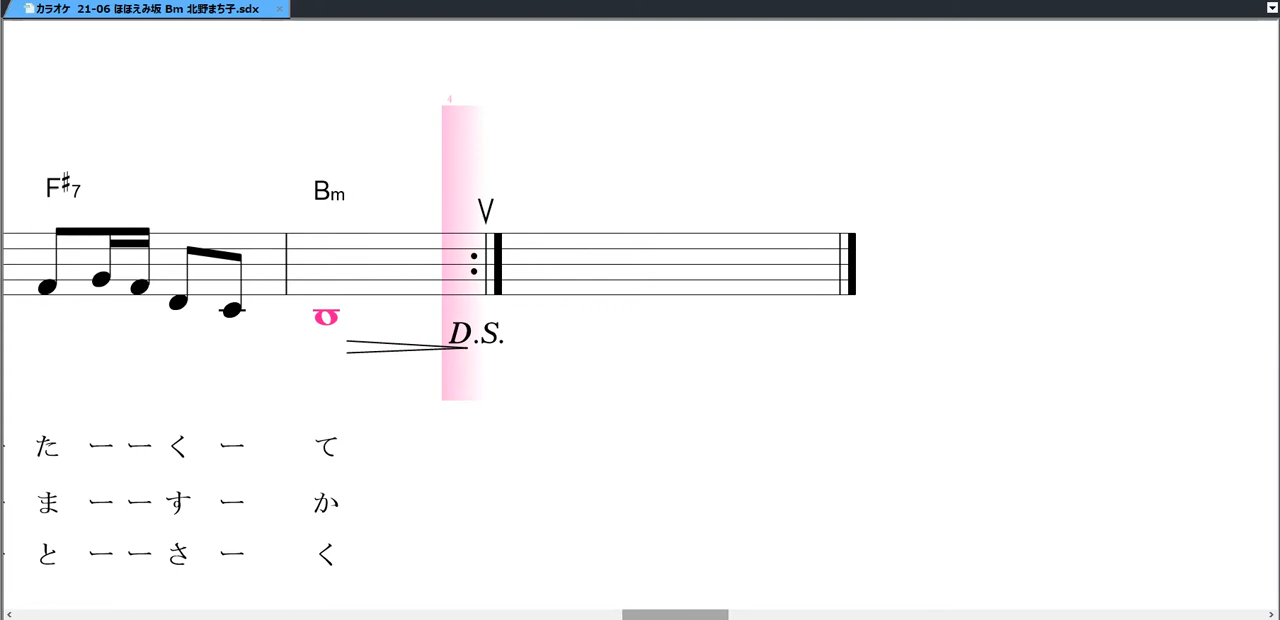 カラオケ 21-06 ほほえみ坂 Bm 北野まち子.sdx ×
4
F♯7 Bm
V
D.S.
た ー ー く ー て
ま ー ー す ー か
と ー ー さ ー く